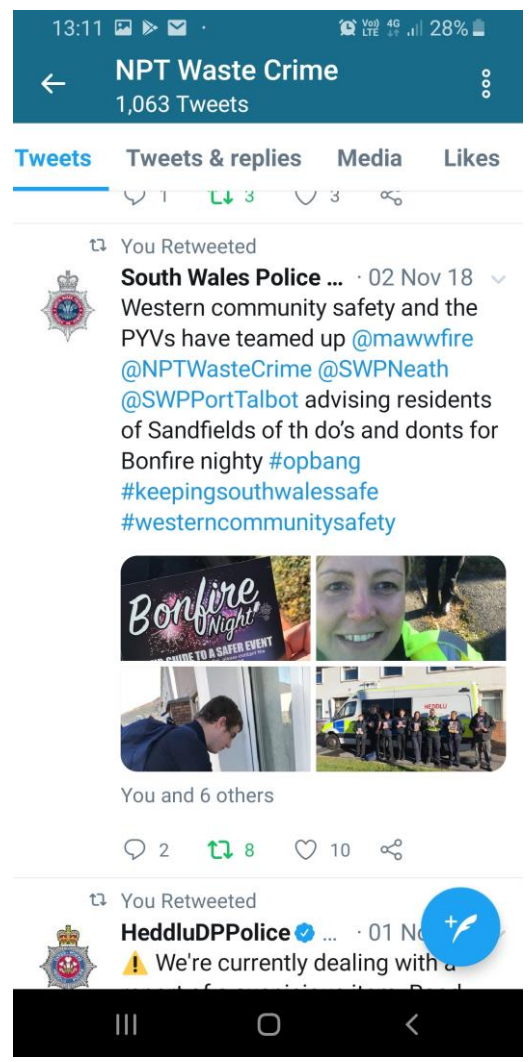 13:11
Vo)) LTE 4G 28%
NPT Waste Crime
1,063 Tweets
Tweets Tweets & replies Media Likes
1 3 3
You Retweeted
South Wales Police ... · 02 Nov 18
Western community safety and the
PYVs have teamed up @mawwfire
@NPTWasteCrime @SWPNeath
@SWPPortTalbot advising residents
of Sandfields of th do's and donts for
Bonfire nighty #opbang
#keepingsouthwalessafe
#westerncommunitysafety
Bonfire
Night
GUIDE TO A SAFER EVENT
HEDDLU
You and 6 others
2 8 10
You Retweeted
HeddluDPPolice ... · 01 No
We're currently dealing with a